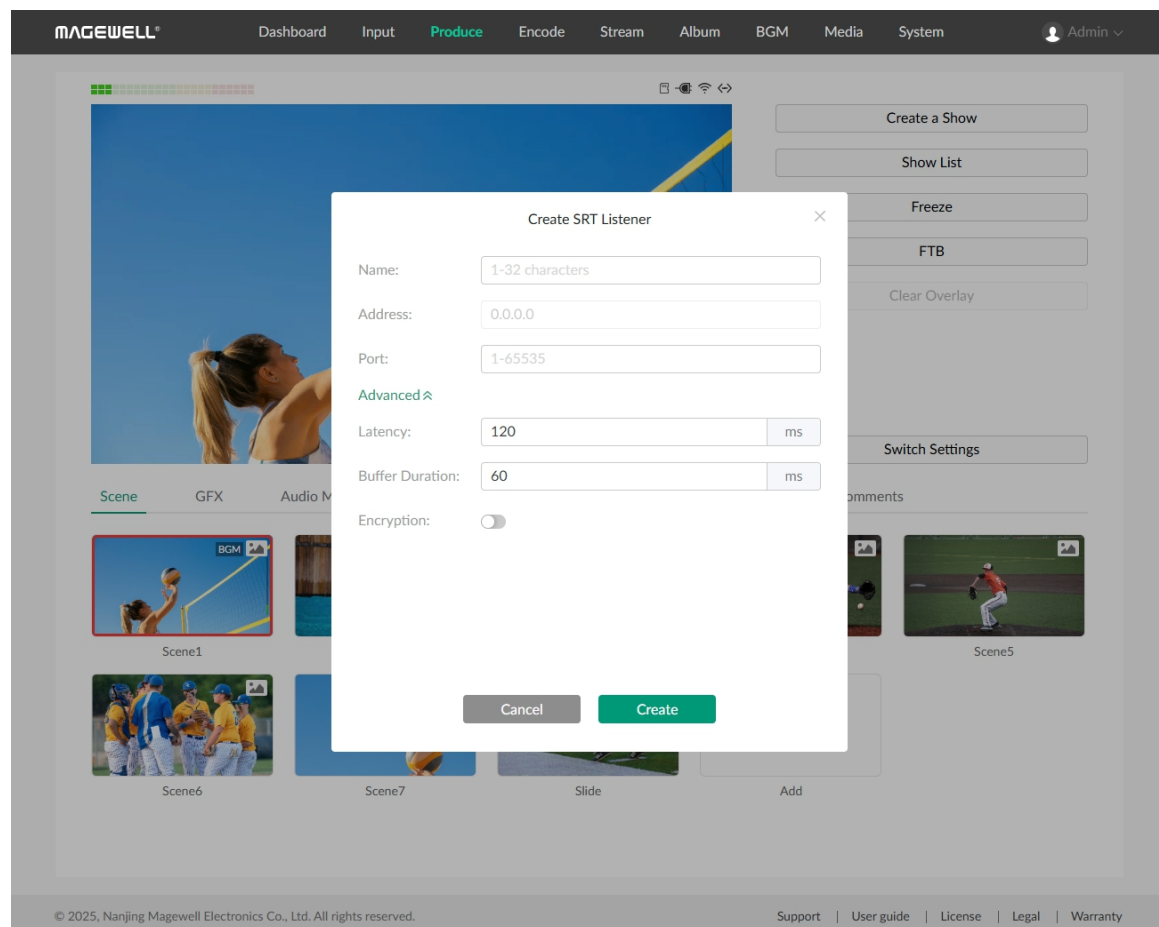 MAGEWELL®
Dashboard Input Produce Encode Stream Album BGM Media System Admin
Create a Show
Show List
Freeze
FTB
Clear Overlay
Switch Settings
Create SRT Listener
Name: 1-32 characters
Address: 0.0.0.0
Port: 1-65535
Advanced
Latency: 120 ms
Buffer Duration: 60 ms
Encryption:
Cancel Create
Scene GFX Audio M omments
BGM
Scene1 Scene5
Scene6 Scene7 Slide Add
© 2025, Nanjing Magewell Electronics Co., Ltd. All rights reserved. Support | User guide | License | Legal | Warranty